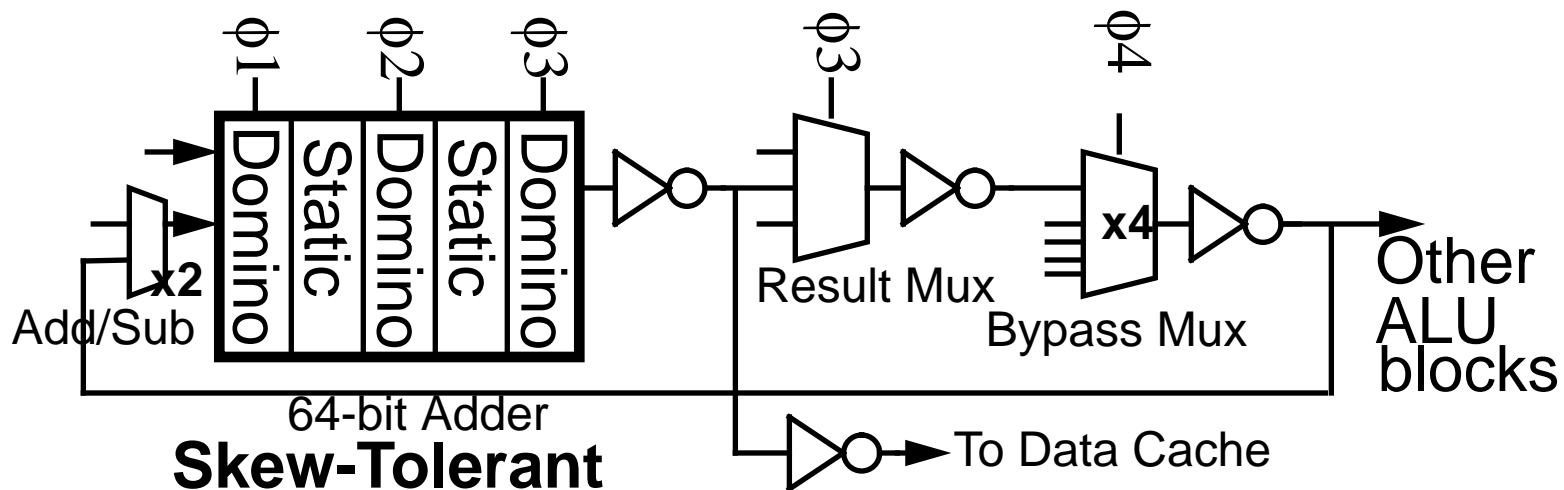 ϕ1
ϕ2
ϕ3
ϕ3
ϕ4
Domino
Static
Domino
Static
Domino
x2
Add/Sub
Result Mux
x4
Bypass Mux
Other
ALU
blocks
64-bit Adder
Skew-Tolerant
To Data Cache